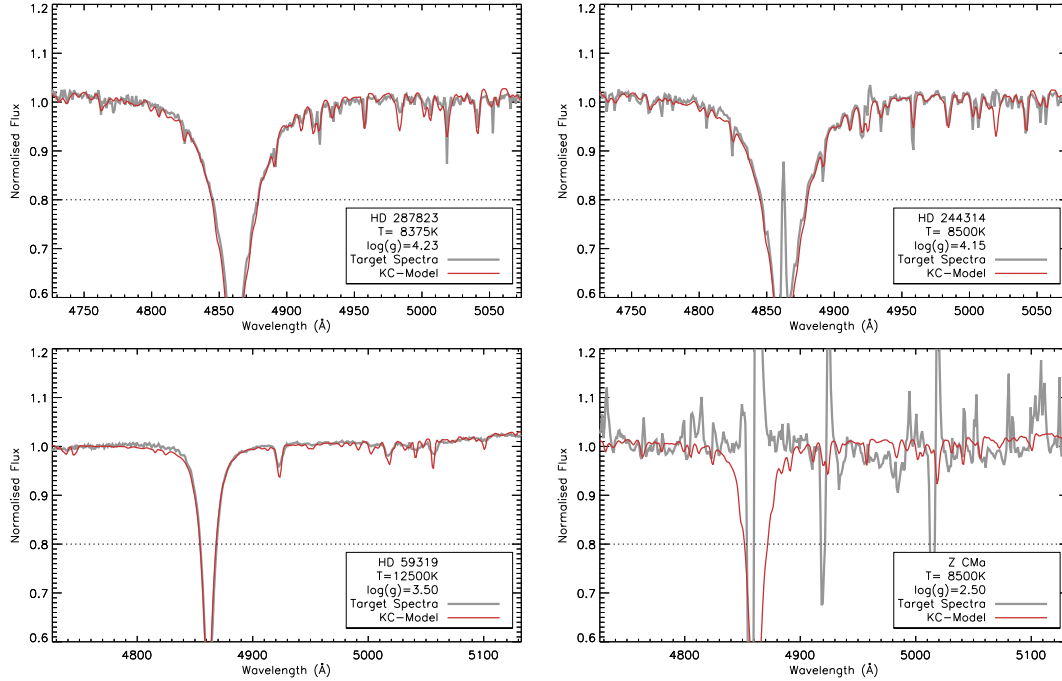 1.2
1.1
1.0
0.9
0.8
0.7
0.6
Normalised Flux
HD 287823
T= 8375K
log(g)=4.23
Target Spectra
KC-Model
4750 4800 4850 4900 4950 5000 5050
Wavelength (Å)
1.2
1.1
1.0
0.9
0.8
0.7
0.6
Normalised Flux
HD 244314
T= 8500K
log(g)=4.15
Target Spectra
KC-Model
4750 4800 4850 4900 4950 5000 5050
Wavelength (Å)
1.2
1.1
1.0
0.9
0.8
0.7
0.6
Normalised Flux
HD 59319
T=12500K
log(g)=3.50
Target Spectra
KC-Model
4800 4900 5000 5100
Wavelength (Å)
1.2
1.1
1.0
0.9
0.8
0.7
0.6
Normalised Flux
Z CMa
T= 8500K
log(g)=2.50
Target Spectra
KC-Model
4800 4900 5000 5100
Wavelength (Å)